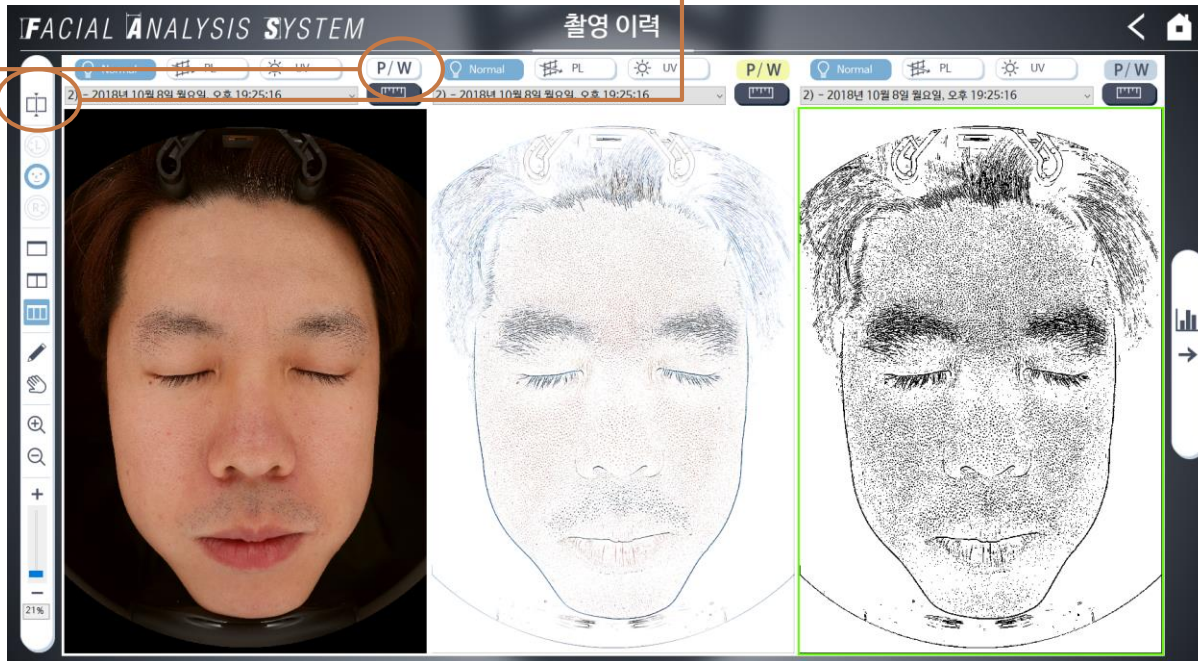 FACIAL ANALYSIS SYSTEM
촬영 이력
Normal PL UV P/W Normal PL UV P/W Normal PL UV P/W
2) - 2018년 10월 8일 월요일, 오후 19:25:16
2) - 2018년 10월 8일 월요일, 오후 19:25:16
2) - 2018년 10월 8일 월요일, 오후 19:25:16
L
R
21%